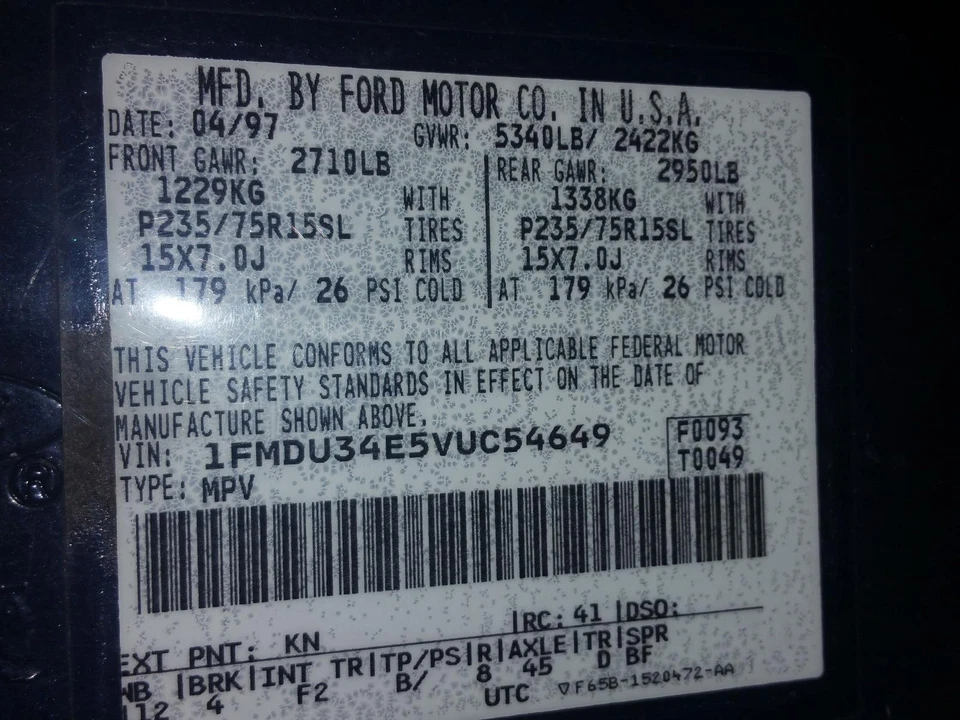 MFD. BY FORD MOTOR CO. IN U.S.A.
DATE: 04/97 GVWR: 5340LB/ 2422KG
FRONT GAWR: 2710LB REAR GAWR: 2950LB
1229KG WITH 1338KG WITH
P235/75R15SL TIRES P235/75R15SL TIRES
15X7.0J RIMS 15X7.0J RIMS
AT 179 kPa/ 26 PSI COLD AT 179 kPa/ 26 PSI COLD
THIS VEHICLE CONFORMS TO ALL APPLICABLE FEDERAL MOTOR
VEHICLE SAFETY STANDARDS IN EFFECT ON THE DATE OF
MANUFACTURE SHOWN ABOVE.
VIN: 1FMDU34E5VUC54649 F0093
TYPE: MPV T0049
EXT PNT: KN RC: 41 DSO:
WB BRK INT TR TP/PS R AXLE TR SPR
112 4 F2 B/ 8 45 D BF
UTC ▽F65B-1520472-AA